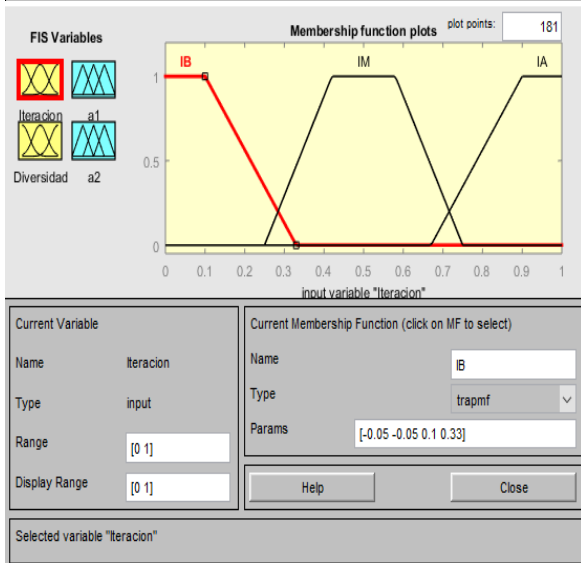 FIS Variables
Membership function plots
plot points:
181
IB
IM
IA
Iteracion
a1
Diversidad
a2
1
0.5
0
0
0.1
0.2
0.3
0.4
0.5
0.6
0.7
0.8
0.9
1
input variable "Iteracion"
Current Variable
Name
Iteracion
Type
input
Range
[0 1]
Display Range
[0 1]
Current Membership Function (click on MF to select)
Name
IB
Type
trapmf
Params
[-0.05 -0.05 0.1 0.33]
Help
Close
Selected variable "Iteracion"